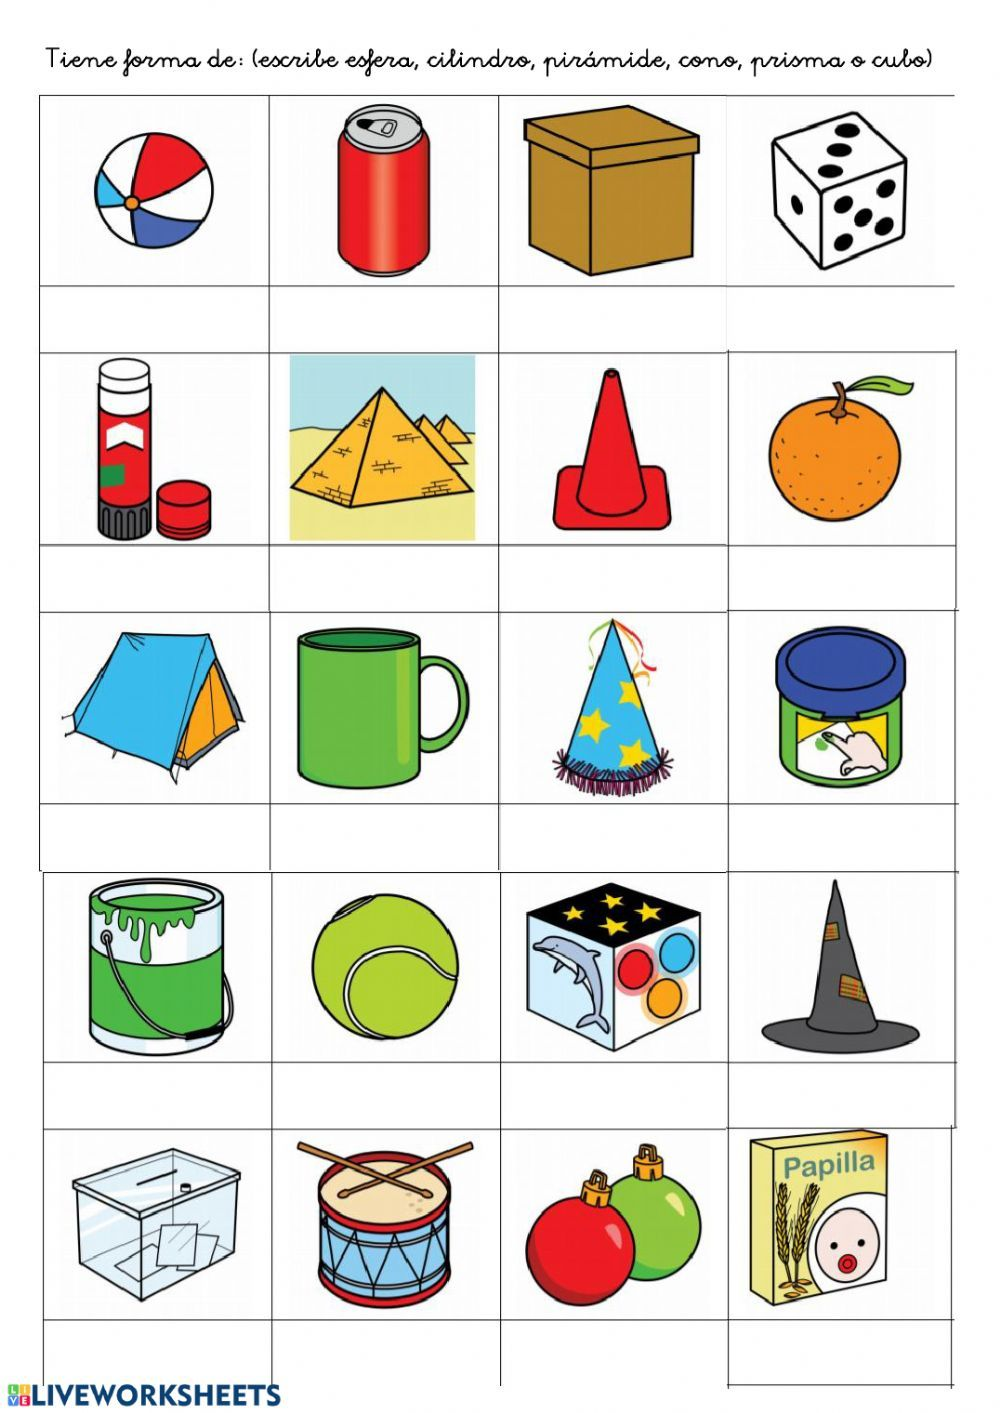 Tiene forma de: (escribe esfera, cilindro, pirámide, cono, prisma o cubo)
Papilla
LIVEWORKSHEETS